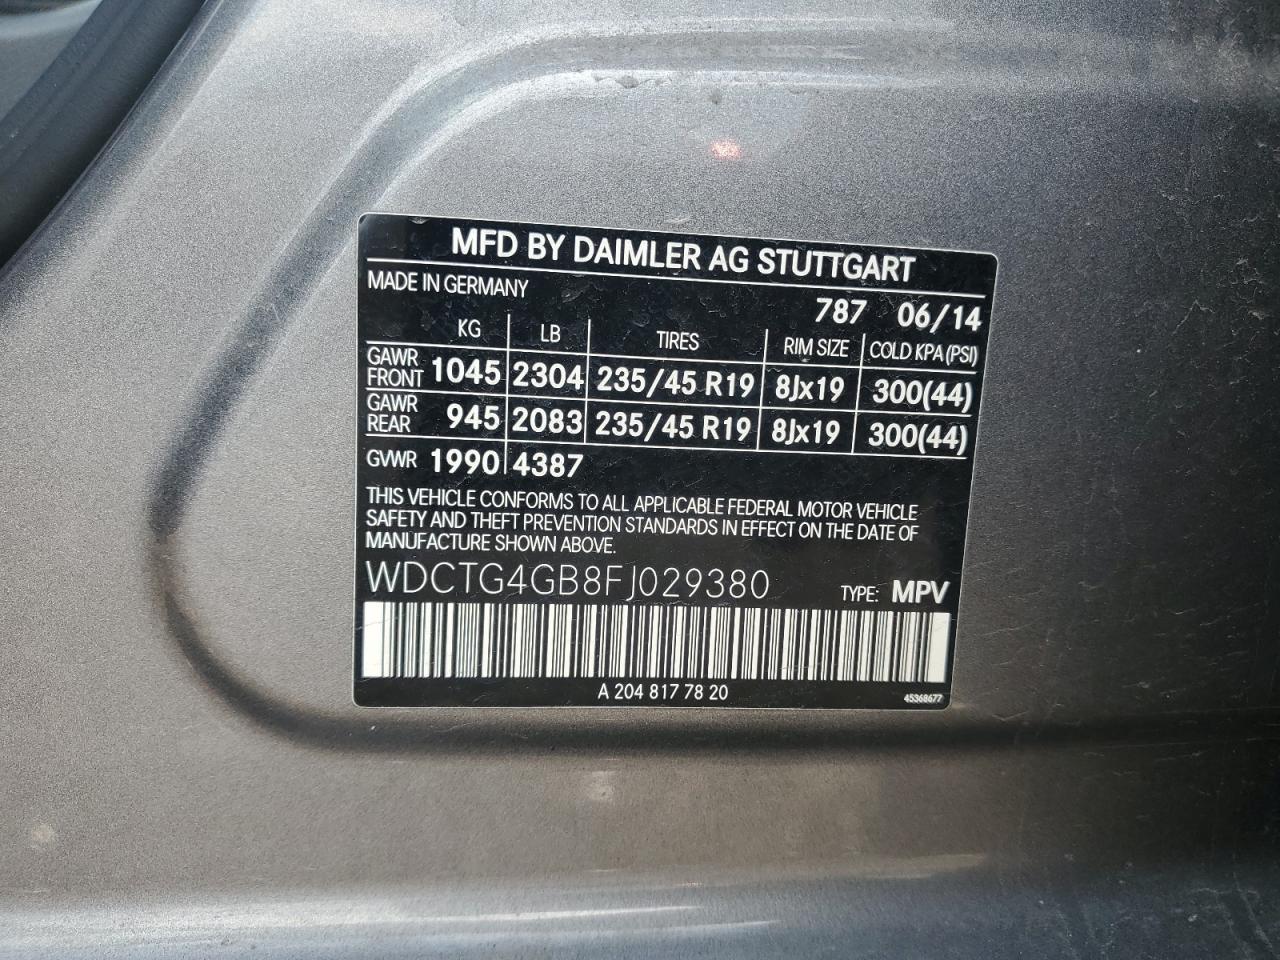 MFD BY DAIMLER AG STUTTGART
MADE IN GERMANY
787 06/14
KG LB TIRES RIM SIZE COLD KPA (PSI)
GAWR FRONT 1045 2304 235/45 R19 8Jx19 300(44)
GAWR REAR 945 2083 235/45 R19 8Jx19 300(44)
GVWR 1990 4387
THIS VEHICLE CONFORMS TO ALL APPLICABLE FEDERAL MOTOR VEHICLE
SAFETY AND THEFT PREVENTION STANDARDS IN EFFECT ON THE DATE OF
MANUFACTURE SHOWN ABOVE.
WDCTG4GB8FJ029380 TYPE: MPV
A 204 817 78 20
45368677